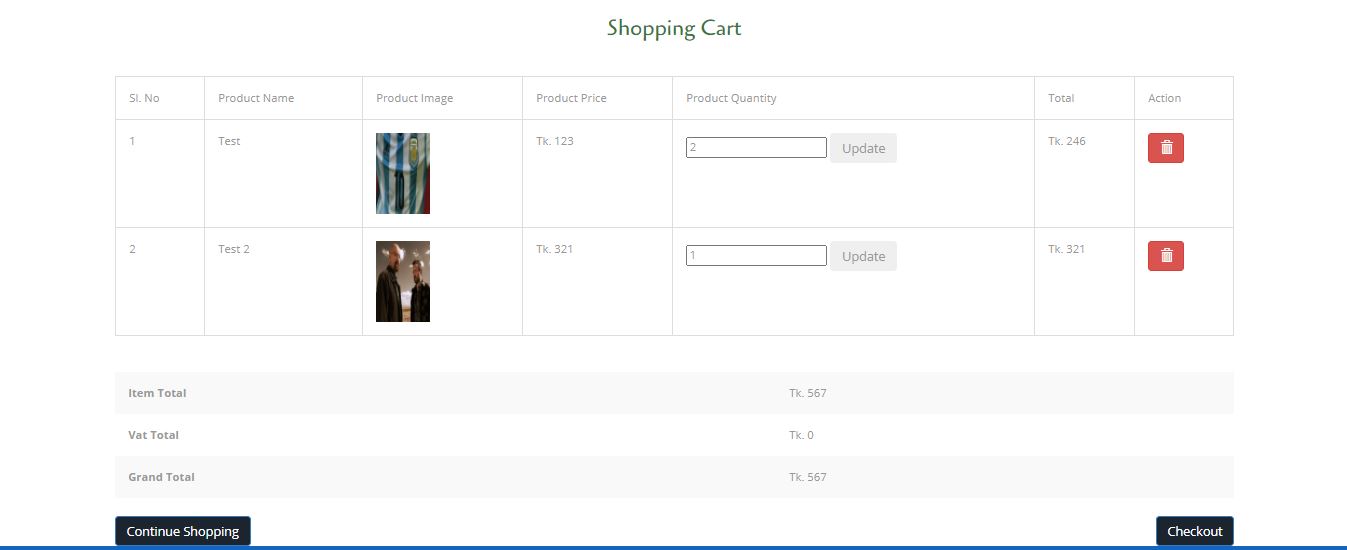 Shopping Cart
Sl. No Product Name Product Image Product Price Product Quantity Total Action
1 Test Tk. 123 2 Update Tk. 246
2 Test 2 Tk. 321 1 Update Tk. 321
Item Total Tk. 567
Vat Total Tk. 0
Grand Total Tk. 567
Continue Shopping Checkout